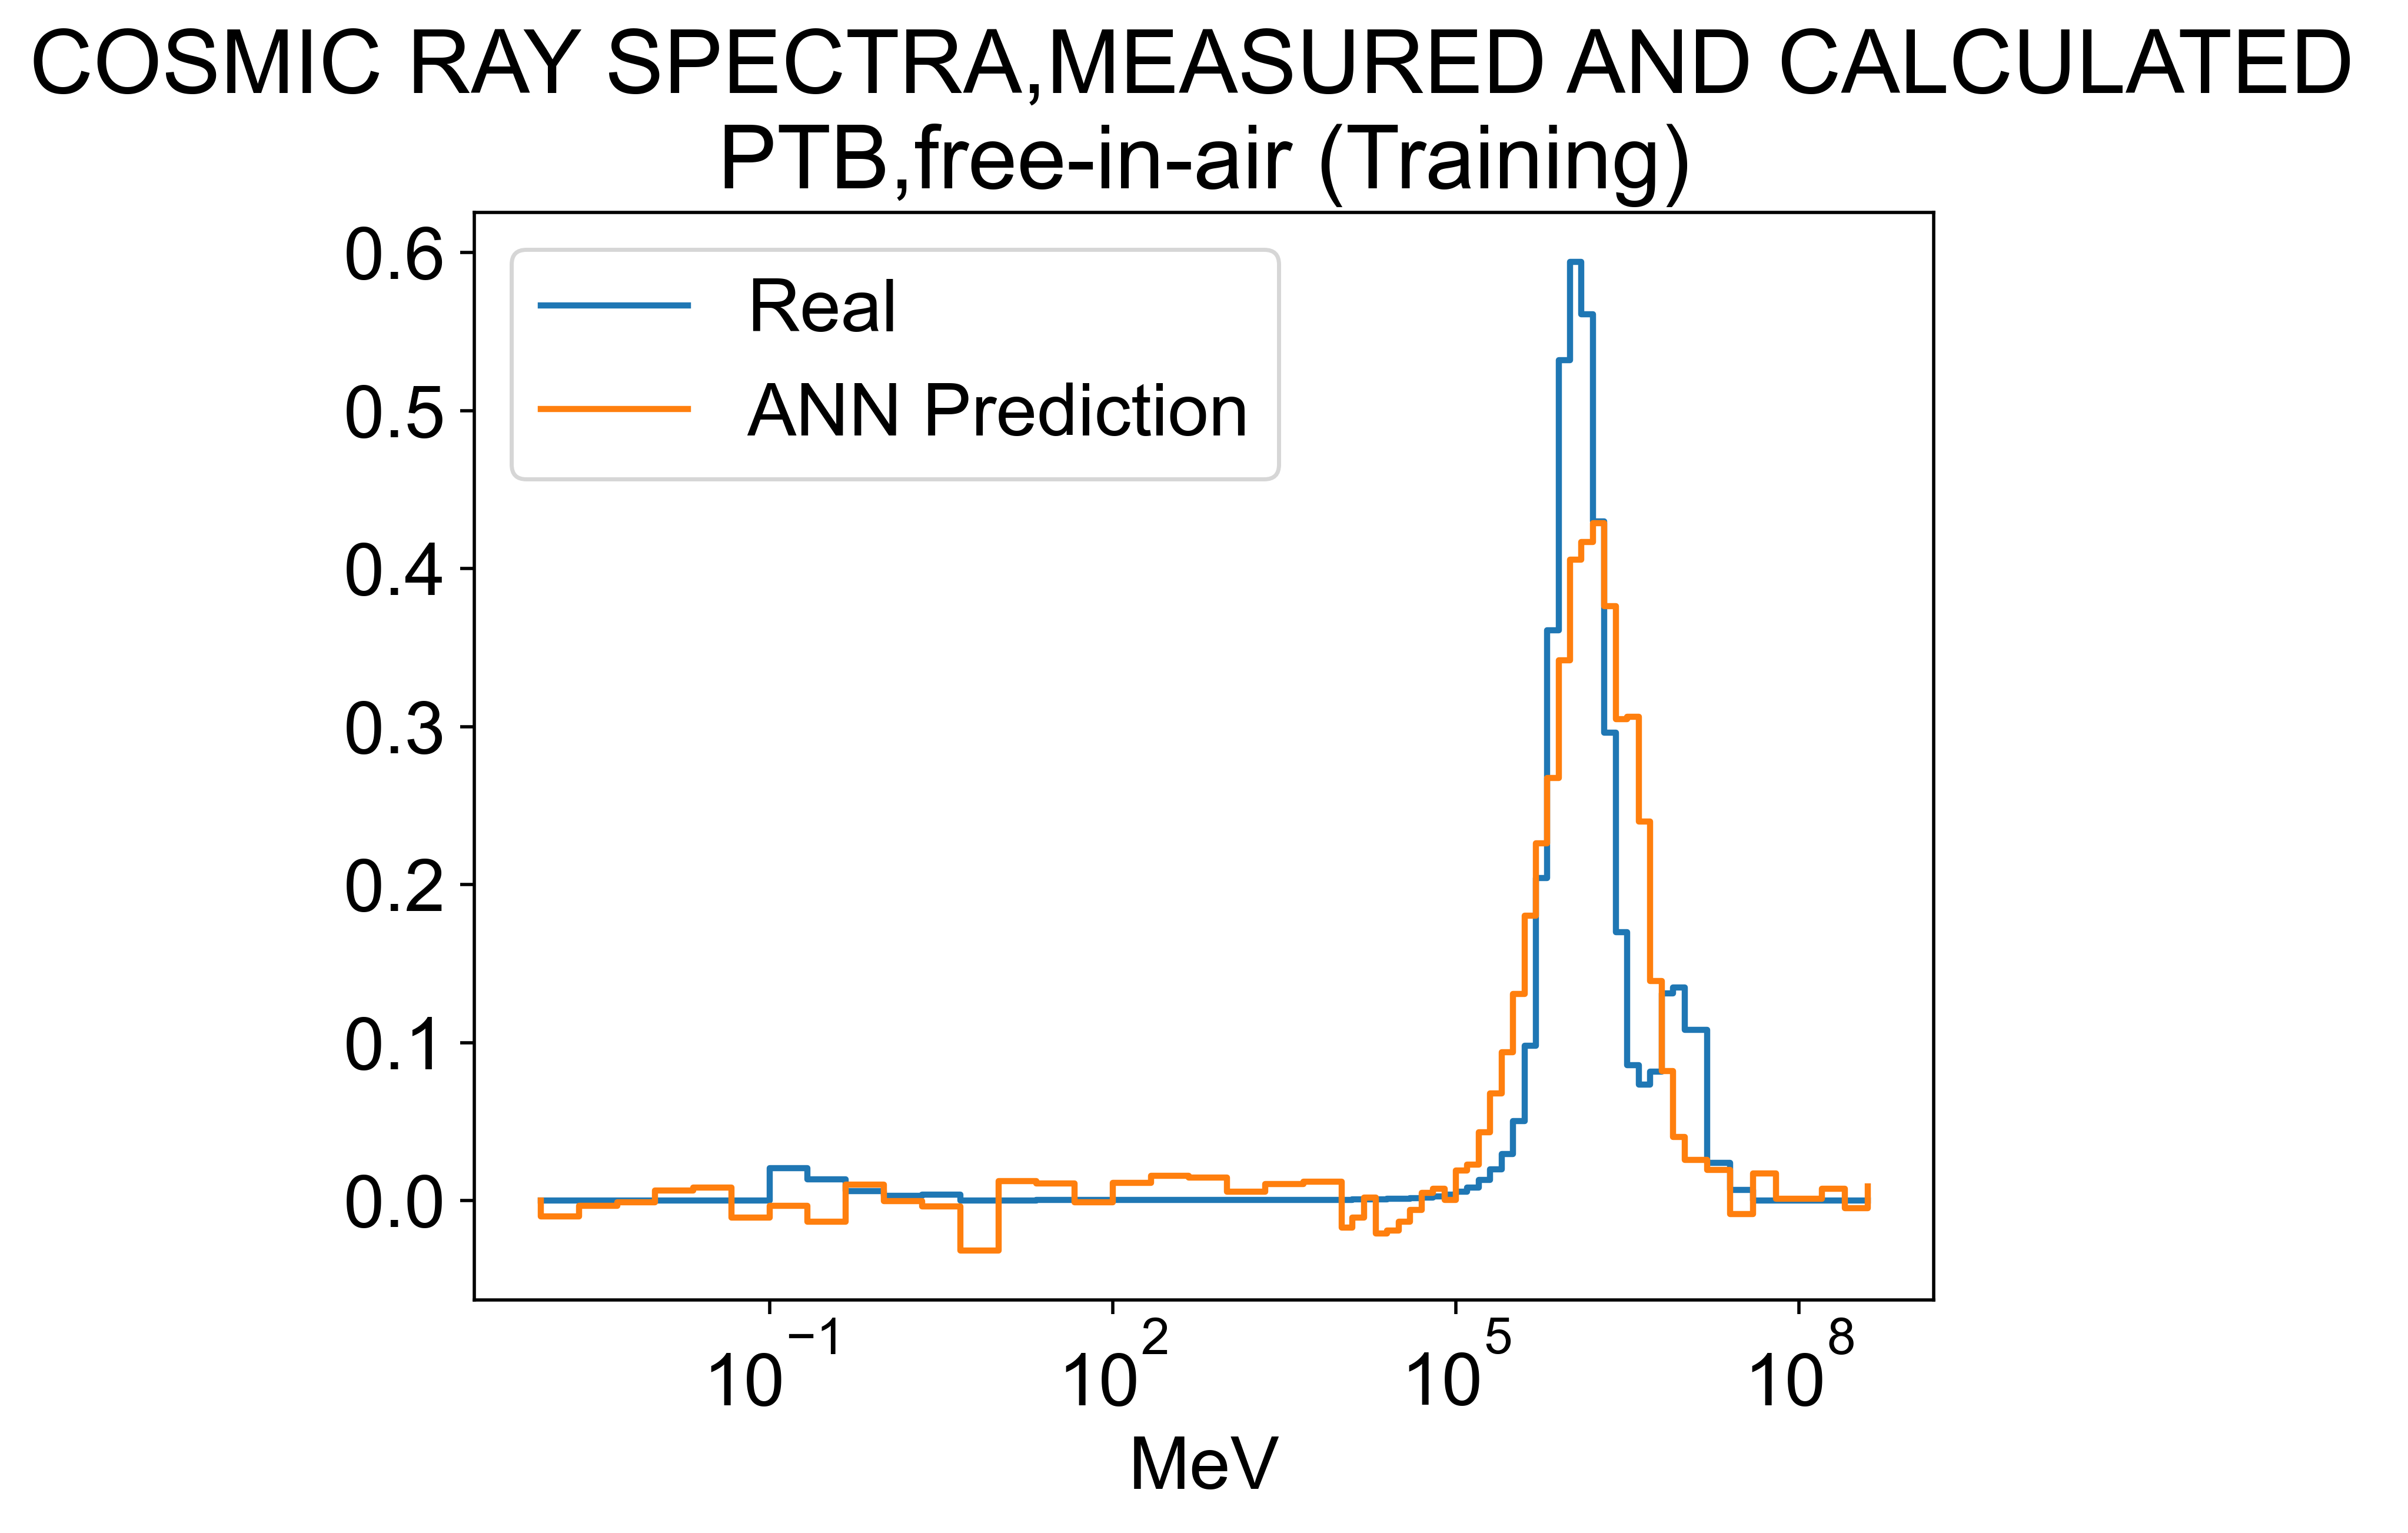 COSMIC RAY SPECTRA,MEASURED AND CALCULATED
PTB,free-in-air (Training)
0.6
0.5
0.4
0.3
0.2
0.1
0.0
Real
ANN Prediction
10^−1 10^2 10^5 10^8
MeV